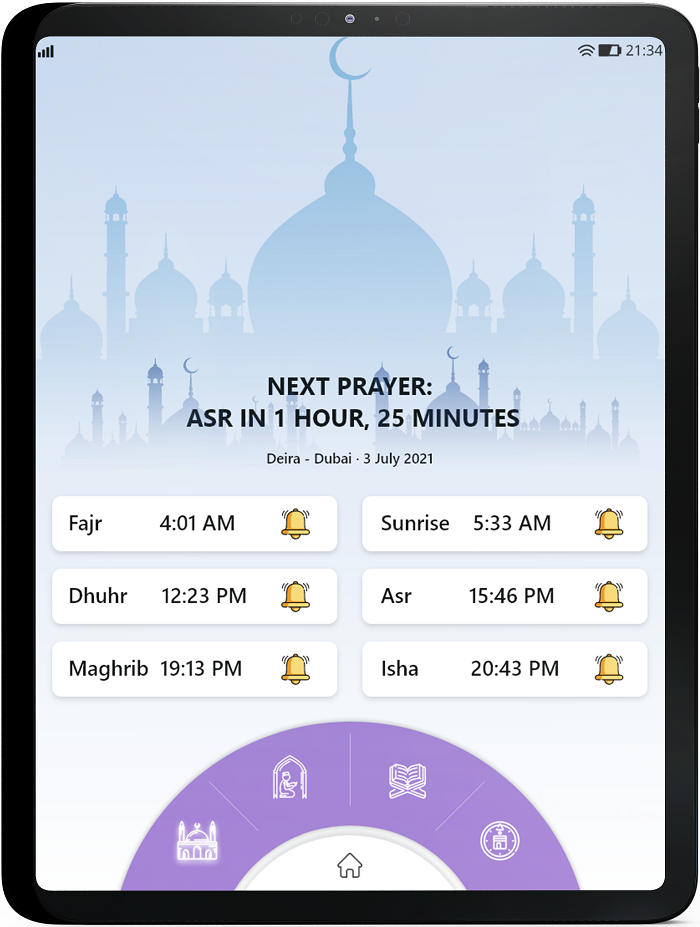 21:34
NEXT PRAYER:
ASR IN 1 HOUR, 25 MINUTES
Deira - Dubai · 3 July 2021
Fajr 4:01 AM
Sunrise 5:33 AM
Dhuhr 12:23 PM
Asr 15:46 PM
Maghrib 19:13 PM
Isha 20:43 PM